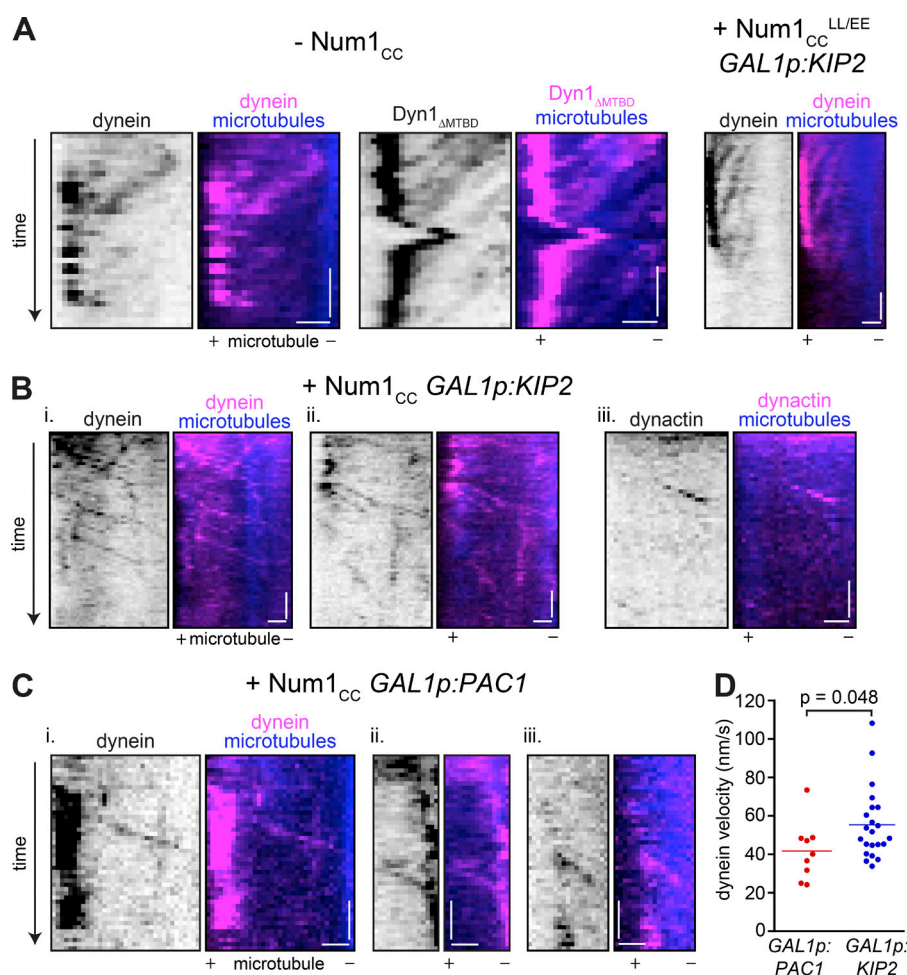 A
- Num1CC
+ Num1CC LL/EE
GAL1p:KIP2
dynein
dynein
microtubules
Dyn1ΔMTBD
Dyn1ΔMTBD
microtubules
dynein
dynein
microtubules
time
+ microtubule –
+ –
+ –
B
+ Num1CC GAL1p:KIP2
i.
dynein
dynein
microtubules
ii.
iii.
dynactin
dynactin
microtubules
time
+ microtubule –
+ –
+ –
C
+ Num1CC GAL1p:PAC1
i.
dynein
dynein
microtubules
ii.
iii.
time
+ microtubule –
+ –
+ –
D
p = 0.048
dynein velocity (nm/s)
120
100
80
60
40
20
0
GAL1p:
PAC1
GAL1p:
KIP2